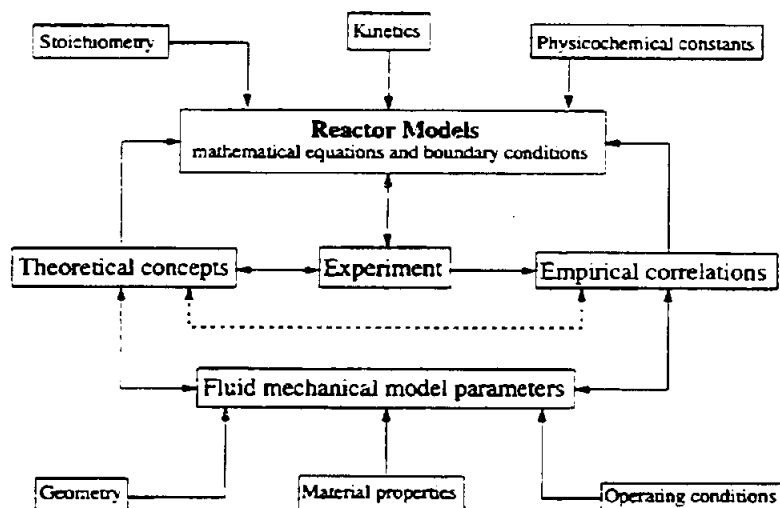 Stoichiometry
Kinetics
Physicochemical constants
Reactor Models
mathematical equations and boundary conditions
Theoretical concepts
Experiment
Empirical correlations
Fluid mechanical model parameters
Geometry
Material properties
Operating conditions